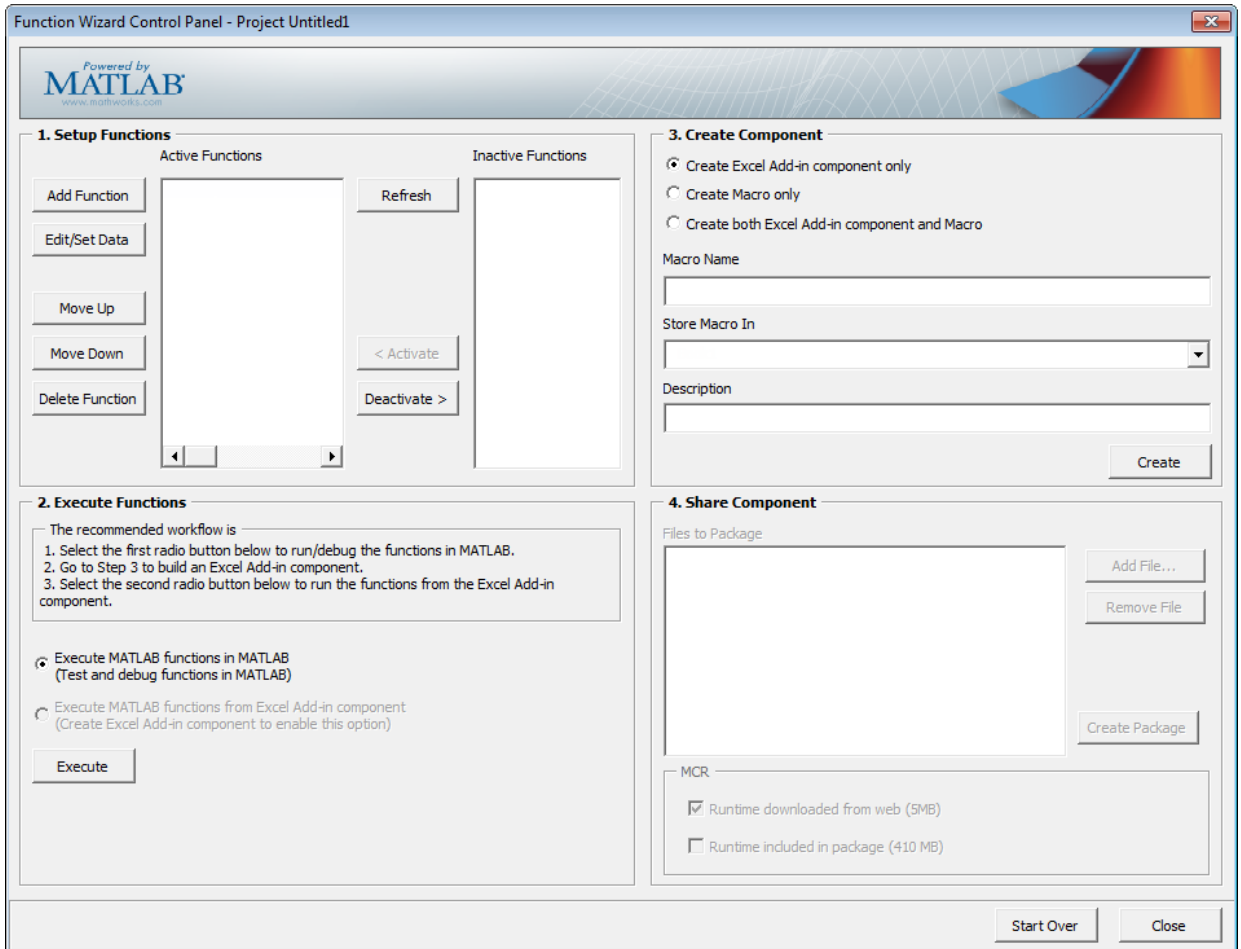 Function Wizard Control Panel - Project Untitled1
Powered by
MATLAB®
www.mathworks.com
1. Setup Functions
Active Functions
Inactive Functions
Add Function
Refresh
Edit/Set Data
Move Up
Move Down
< Activate
Delete Function
Deactivate >
2. Execute Functions
The recommended workflow is
1. Select the first radio button below to run/debug the functions in MATLAB.
2. Go to Step 3 to build an Excel Add-in component.
3. Select the second radio button below to run the functions from the Excel Add-in
component.
Execute MATLAB functions in MATLAB
(Test and debug functions in MATLAB)
Execute MATLAB functions from Excel Add-in component
(Create Excel Add-in component to enable this option)
Execute
3. Create Component
Create Excel Add-in component only
Create Macro only
Create both Excel Add-in component and Macro
Macro Name
Store Macro In
Description
Create
4. Share Component
Files to Package
Add File...
Remove File
Create Package
MCR
Runtime downloaded from web (5MB)
Runtime included in package (410 MB)
Start Over
Close